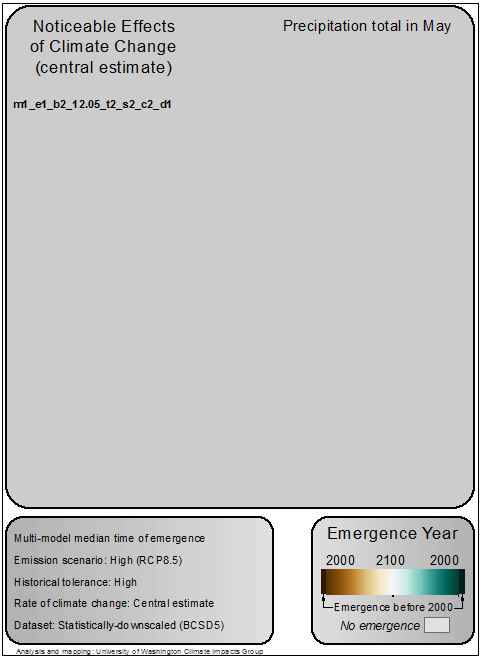 Noticeable Effects
of Climate Change
(central estimate)
Precipitation total in May
m1_e1_b2_12.05_t2_s2_c2_d1
Multi-model median time of emergence
Emission scenario: High (RCP8.5)
Historical tolerance: High
Rate of climate change: Central estimate
Dataset: Statistically-downscaled (BCSD5)
Emergence Year
2000 2100 2000
Emergence before 2000
No emergence
Analysis and mapping: University of Washington Climate Impacts Group